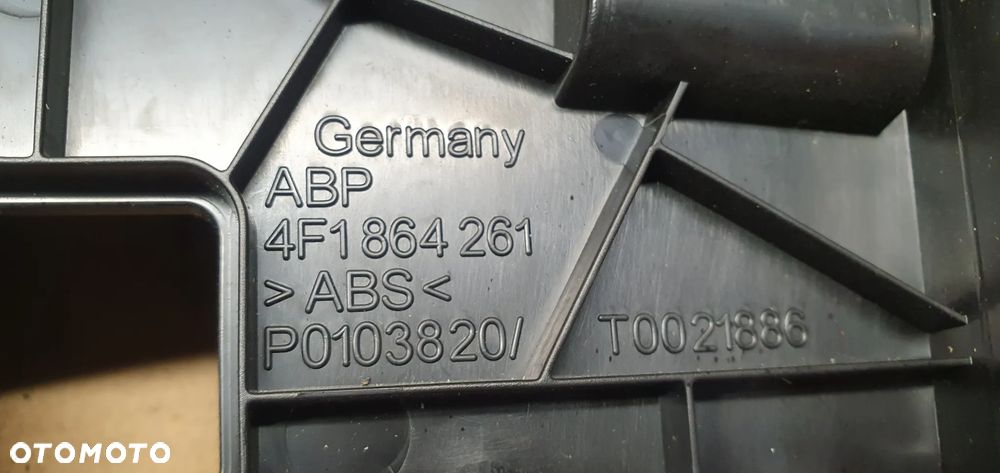 Germany
ABP
4F1 864 261
> ABS <
P0103820/
T0021886
OTOMOTO